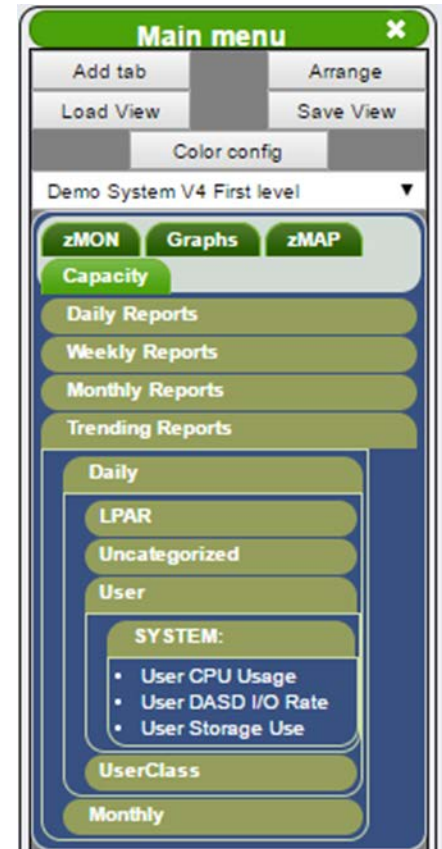 Main menu ×
Add tab Arrange
Load View Save View
Color config
Demo System V4 First level ▼
zMON Graphs zMAP
Capacity
Daily Reports
Weekly Reports
Monthly Reports
Trending Reports
Daily
LPAR
Uncategorized
User
SYSTEM:
• User CPU Usage
• User DASD I/O Rate
• User Storage Use
UserClass
Monthly